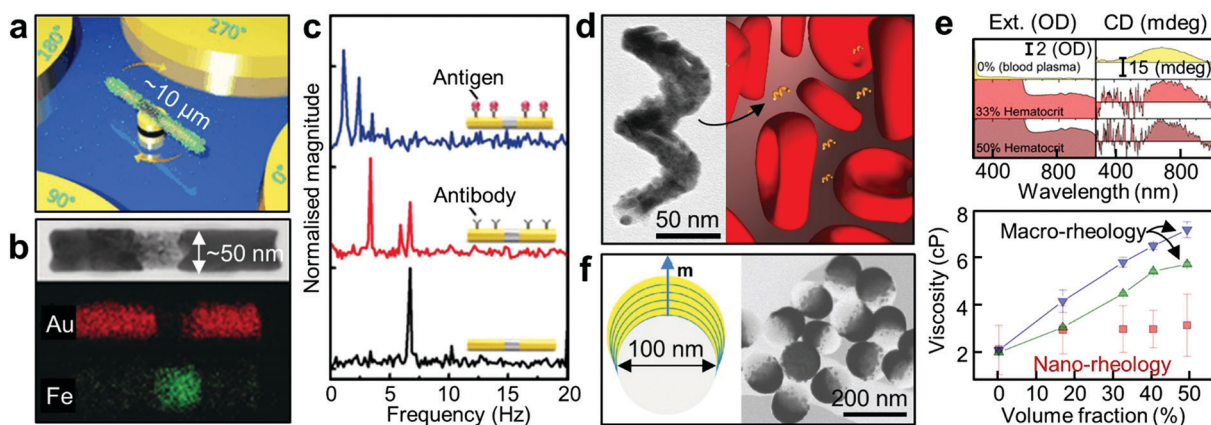 a
180°
270°
~10 μm
90°
0°
b
~50 nm
Au
Fe
c
Normalised magnitude
Antigen
Antibody
0 5 10 15 20
Frequency (Hz)
d
50 nm
e
Ext. (OD) CD (mdeg)
2 (OD)
0% (blood plasma)
15 (mdeg)
33% Hematocrit
50% Hematocrit
400 800 400 800
Wavelength (nm)
8
6
4
2
Viscosity (cP)
Macro-rheology
Nano-rheology
0 10 20 30 40 50
Volume fraction (%)
f
m
100 nm
200 nm